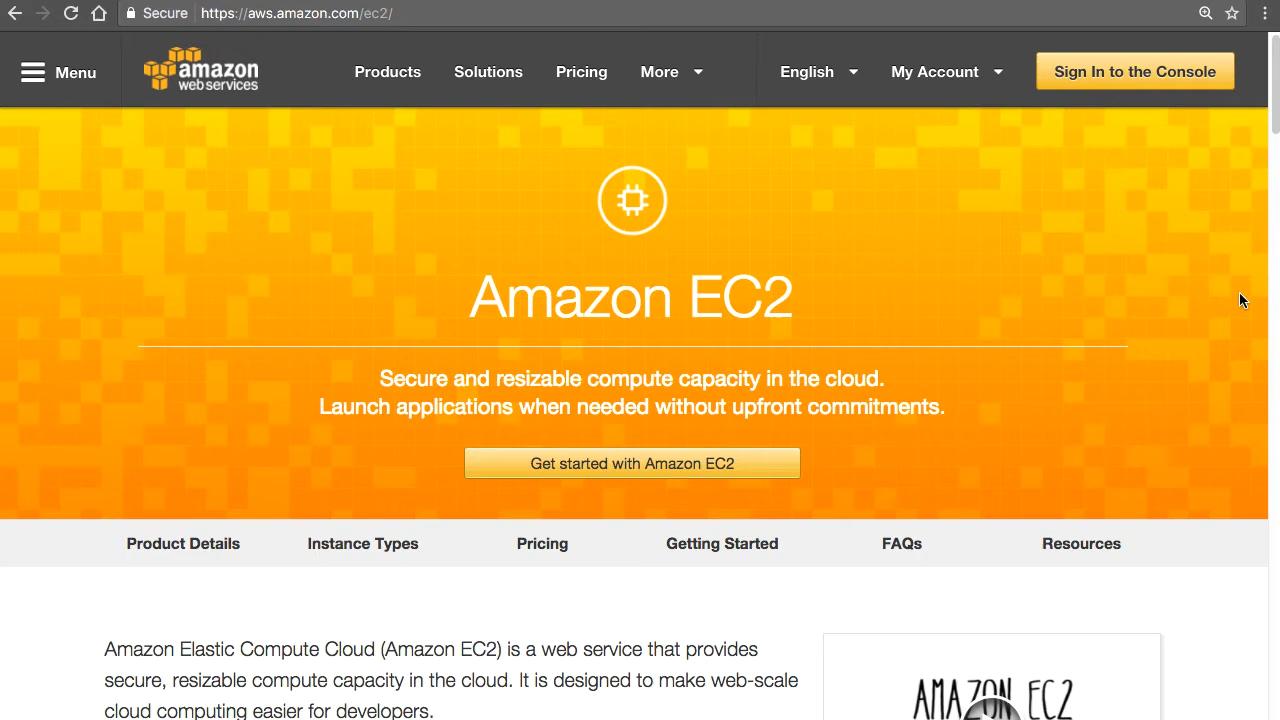 Secure https://aws.amazon.com/ec2/
Menu
amazon
web services
Products Solutions Pricing More
English My Account Sign In to the Console
Amazon EC2
Secure and resizable compute capacity in the cloud.
Launch applications when needed without upfront commitments.
Get started with Amazon EC2
Product Details Instance Types Pricing Getting Started FAQs Resources
Amazon Elastic Compute Cloud (Amazon EC2) is a web service that provides
secure, resizable compute capacity in the cloud. It is designed to make web-scale
cloud computing easier for developers.
AMAZON EC2